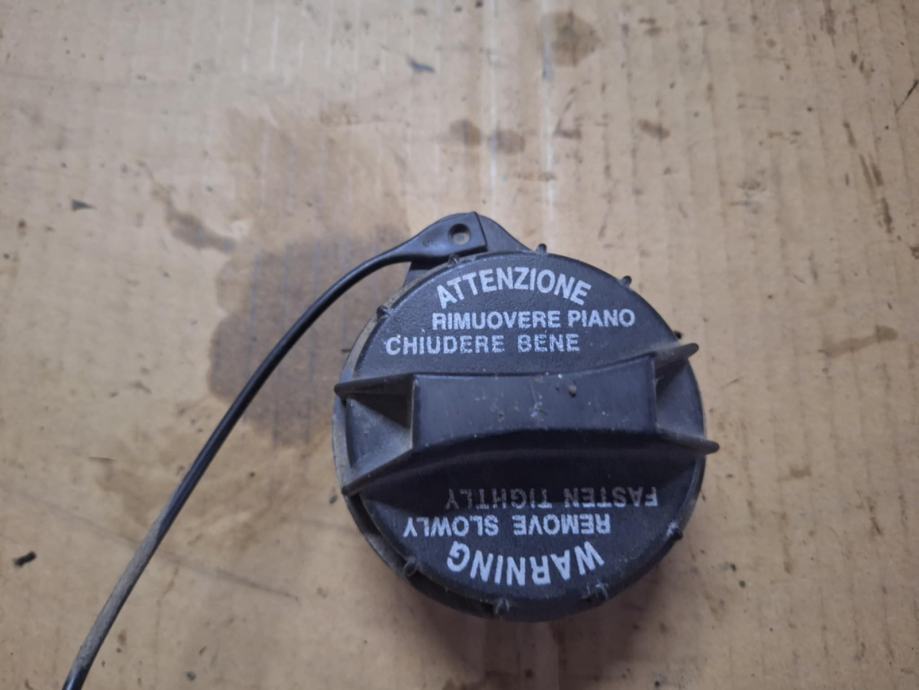 ATTENZIONE
RIMUOVERE PIANO
CHIUDERE BENE
WARNING
REMOVE SLOWLY
FASTEN TIGHTLY